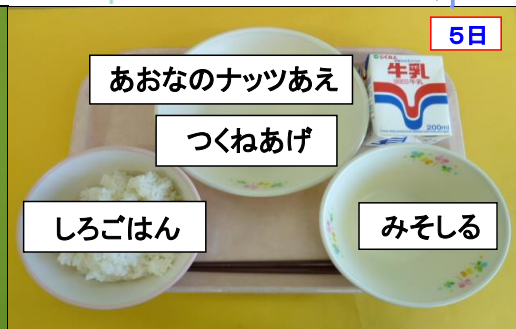 5日
あおなのナッツあえ
つくねあげ
牛乳
200ml
しろごはん
みそしる